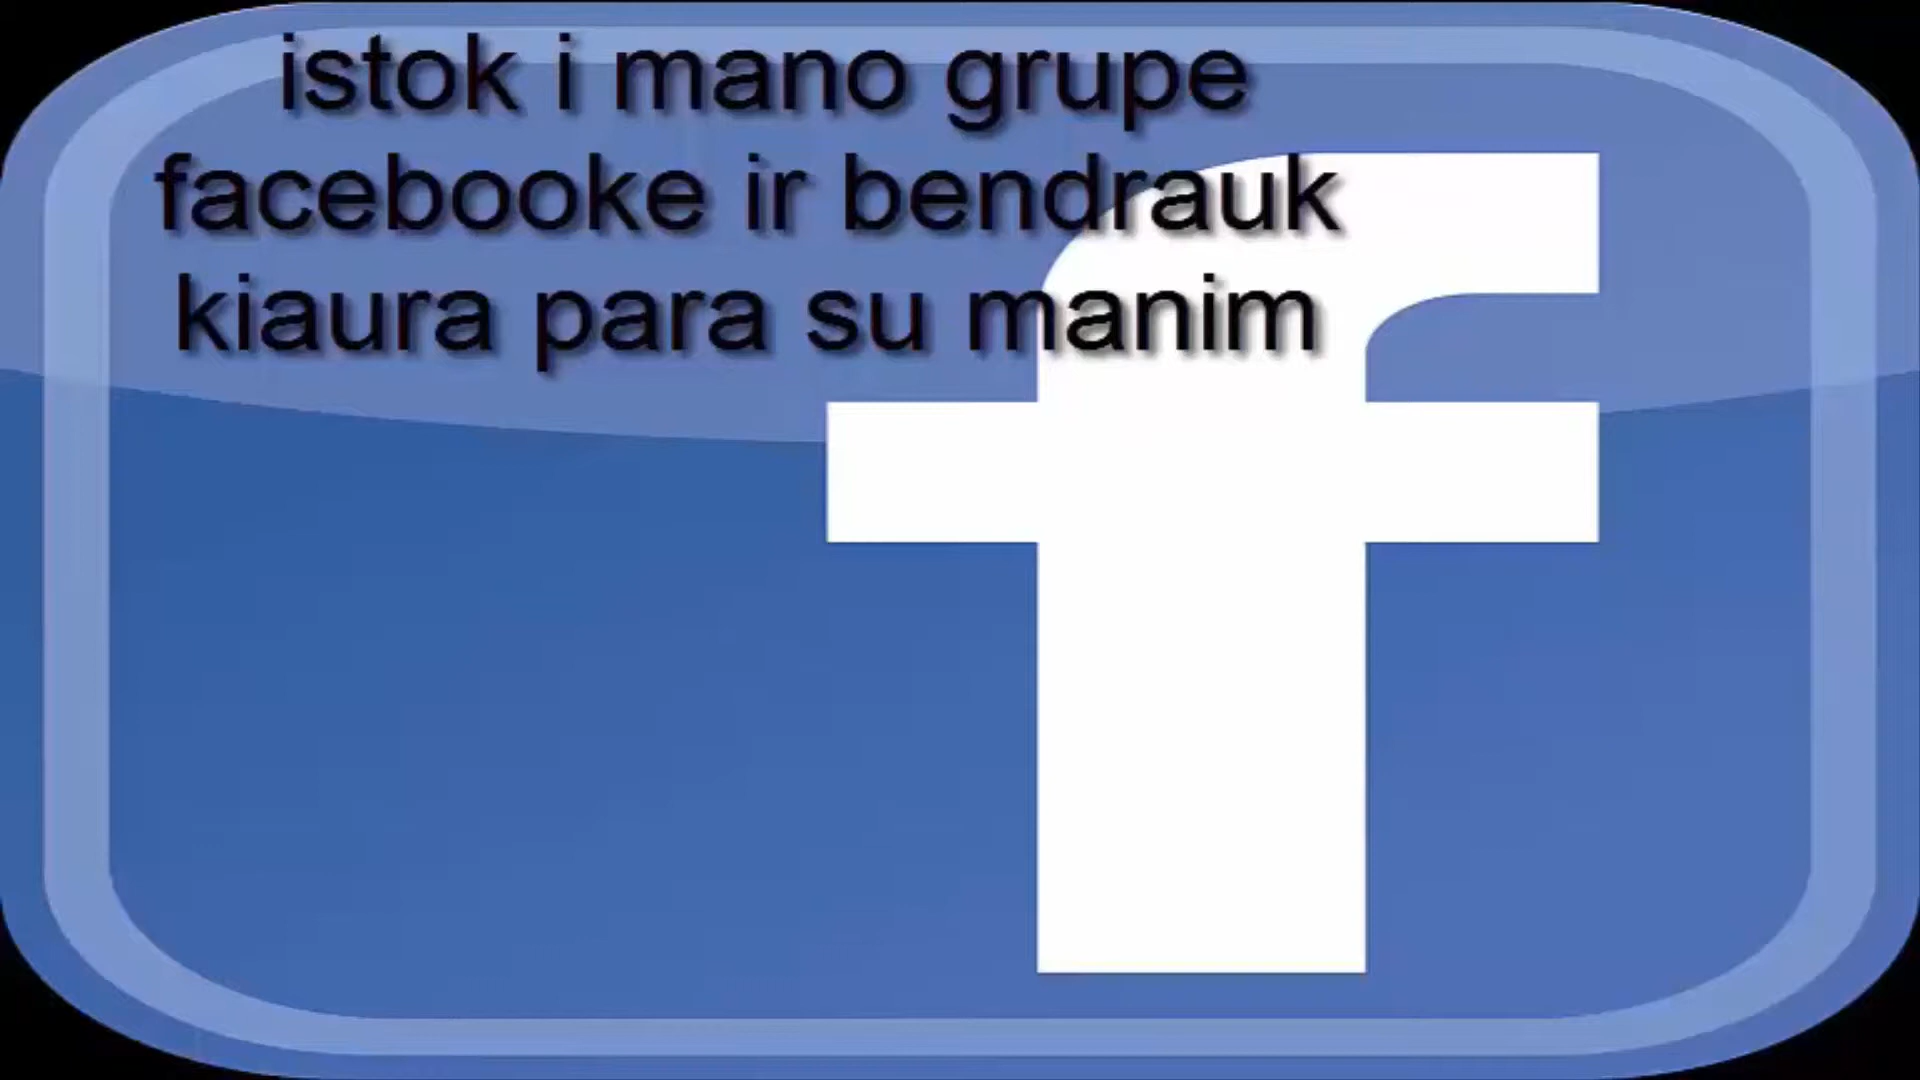 istok i mano grupe
facebooke ir bendrauk
kiaura para su manim